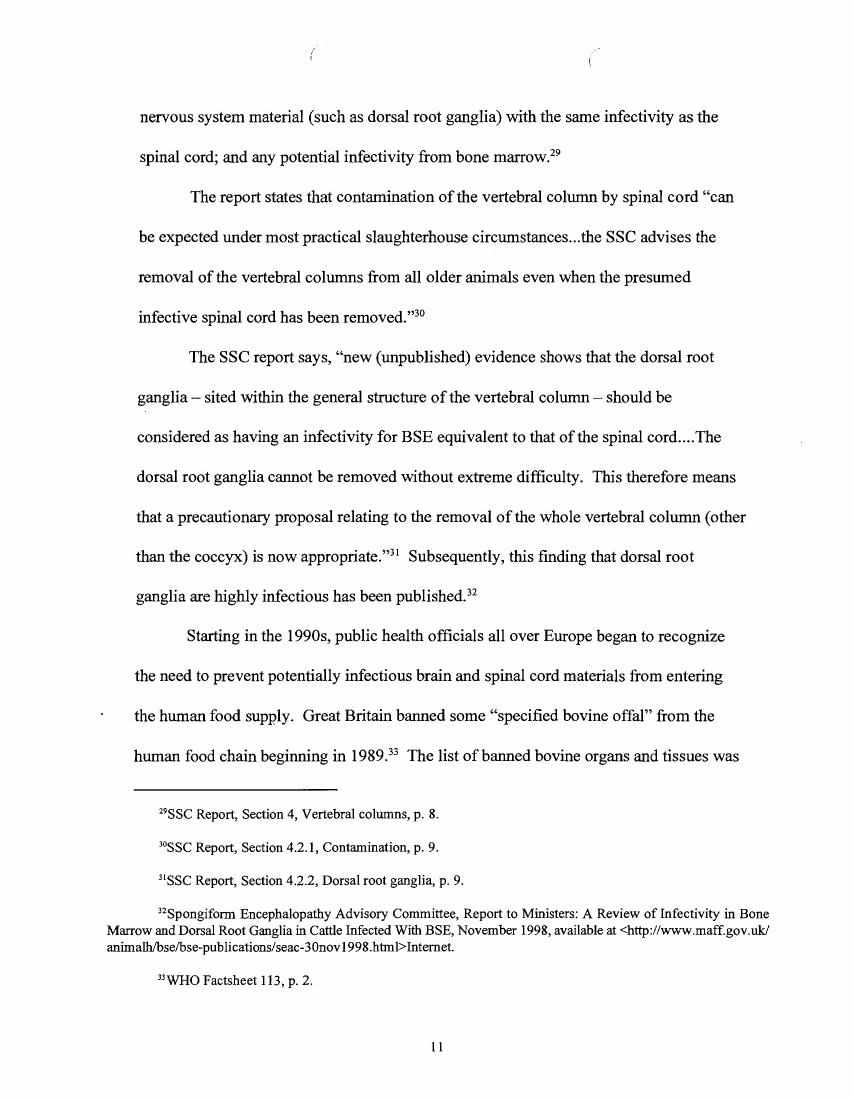 nervous system material (such as dorsal root ganglia) with the same infectivity as the
spinal cord; and any potential infectivity from bone marrow.29
The report states that contamination of the vertebral column by spinal cord “can
be expected under most practical slaughterhouse circumstances...the SSC advises the
removal of the vertebral columns from all older animals even when the presumed
infective spinal cord has been removed.”30
The SSC report says, “new (unpublished) evidence shows that the dorsal root
ganglia – sited within the general structure of the vertebral column – should be
considered as having an infectivity for BSE equivalent to that of the spinal cord....The
dorsal root ganglia cannot be removed without extreme difficulty. This therefore means
that a precautionary proposal relating to the removal of the whole vertebral column (other
than the coccyx) is now appropriate.”31 Subsequently, this finding that dorsal root
ganglia are highly infectious has been published.32
Starting in the 1990s, public health officials all over Europe began to recognize
the need to prevent potentially infectious brain and spinal cord materials from entering
the human food supply. Great Britain banned some “specified bovine offal” from the
human food chain beginning in 1989.33 The list of banned bovine organs and tissues was
29SSC Report, Section 4, Vertebral columns, p. 8.
30SSC Report, Section 4.2.1, Contamination, p. 9.
31SSC Report, Section 4.2.2, Dorsal root ganglia, p. 9.
32Spongiform Encephalopathy Advisory Committee, Report to Ministers: A Review of Infectivity in Bone
Marrow and Dorsal Root Ganglia in Cattle Infected With BSE, November 1998, available at <http://www.maff.gov.uk/
animalh/bse/bse-publications/seac-30nov1998.html>Internet.
33WHO Factsheet 113, p. 2.
11